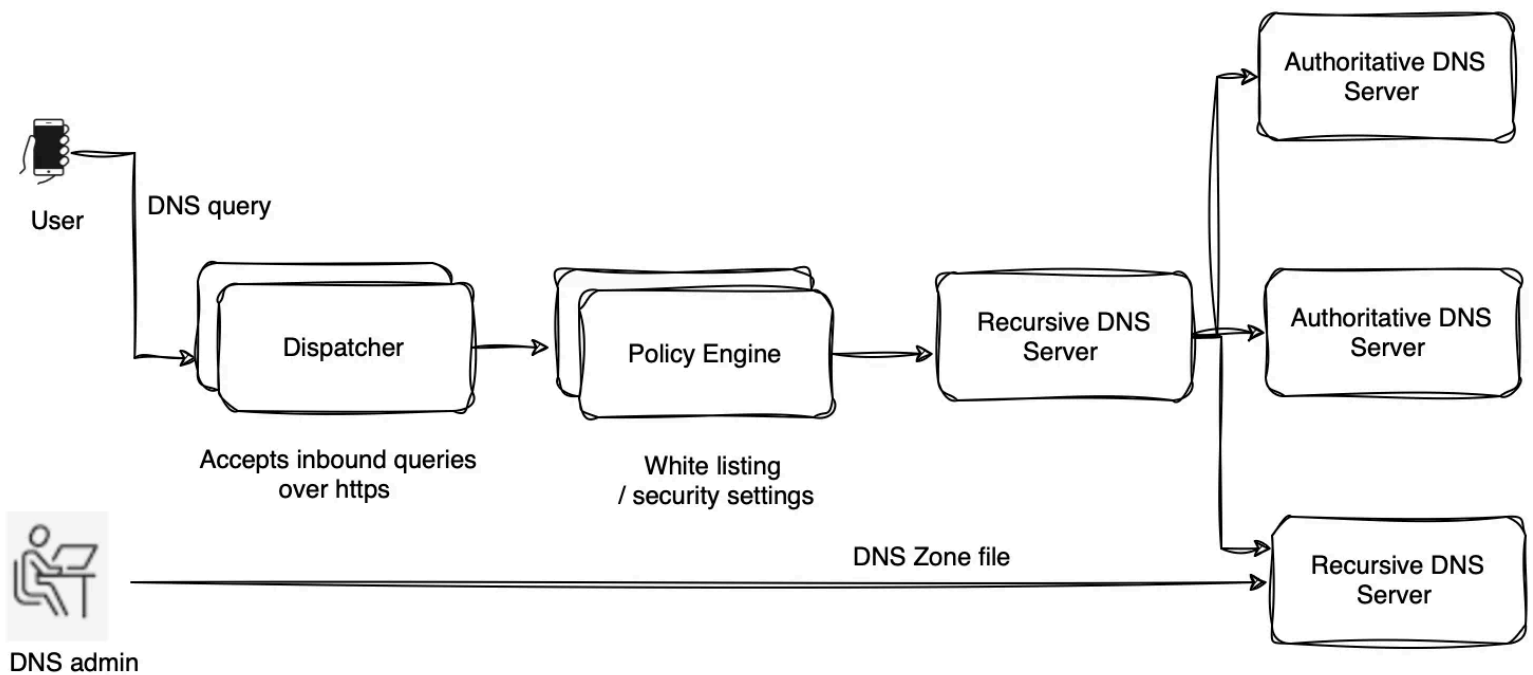 Authoritative DNS
Server
User
DNS query
Dispatcher
Policy Engine
Recursive DNS
Server
Authoritative DNS
Server
Accepts inbound queries
over https
White listing
/ security settings
DNS Zone file
Recursive DNS
Server
DNS admin